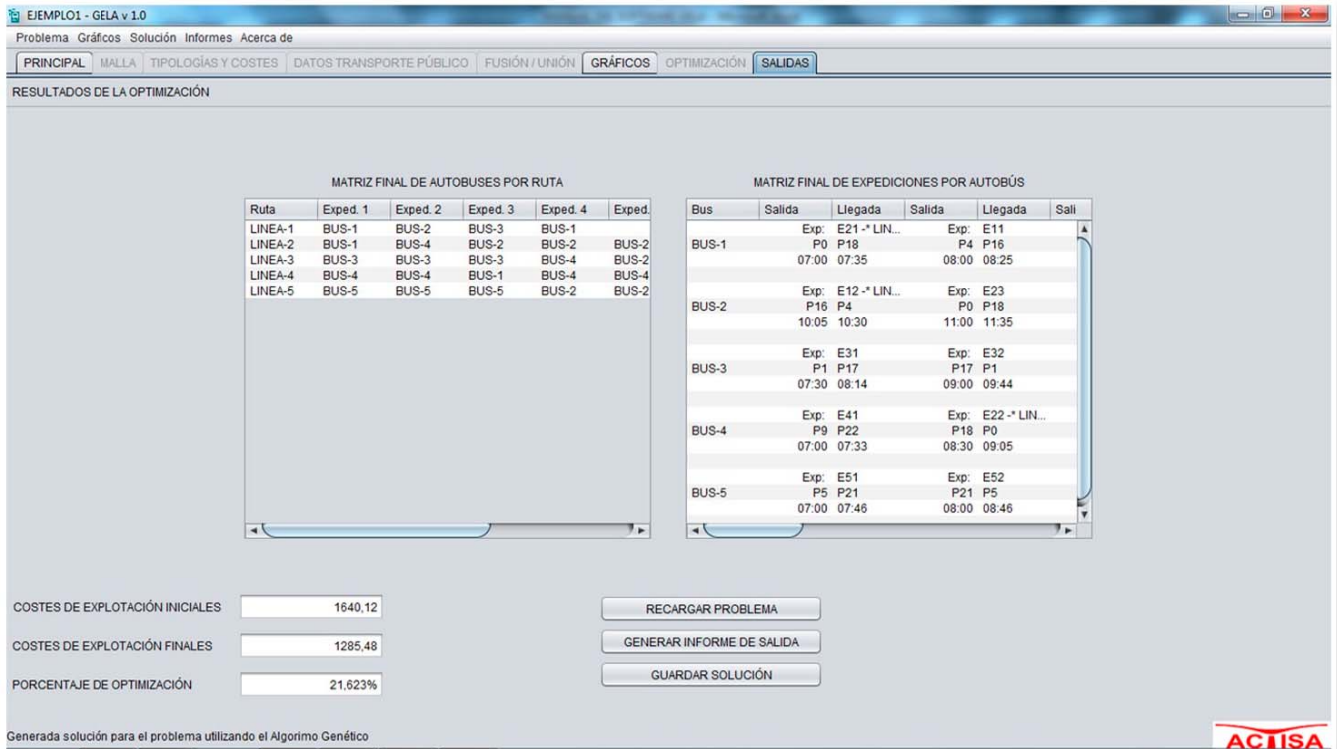 EJEMPLO1 - GELA v 1.0
Problema Gráficos Solución Informes Acerca de
PRINCIPAL MALLA TIPOLOGÍAS Y COSTES DATOS TRANSPORTE PÚBLICO FUSIÓN / UNIÓN GRÁFICOS OPTIMIZACIÓN SALIDAS
RESULTADOS DE LA OPTIMIZACIÓN
MATRIZ FINAL DE AUTOBUSES POR RUTA
Ruta Exped. 1 Exped. 2 Exped. 3 Exped. 4 Exped.
LINEA-1 BUS-1 BUS-2 BUS-3 BUS-1
LINEA-2 BUS-1 BUS-4 BUS-2 BUS-2 BUS-2
LINEA-3 BUS-3 BUS-3 BUS-3 BUS-4 BUS-2
LINEA-4 BUS-4 BUS-4 BUS-1 BUS-4 BUS-4
LINEA-5 BUS-5 BUS-5 BUS-5 BUS-2 BUS-2
MATRIZ FINAL DE EXPEDICIONES POR AUTOBÚS
Bus Salida Llegada Salida Llegada Sali
Exp: E21 -* LIN... Exp: E11
BUS-1 P0 P18 P4 P16
07:00 07:35 08:00 08:25
Exp: E12 -* LIN... Exp: E23
BUS-2 P16 P4 P0 P18
10:05 10:30 11:00 11:35
Exp: E31 Exp: E32
BUS-3 P1 P17 P17 P1
07:30 08:14 09:00 09:44
Exp: E41 Exp: E22 -* LIN...
BUS-4 P9 P22 P18 P0
07:00 07:33 08:30 09:05
Exp: E51 Exp: E52
BUS-5 P5 P21 P21 P5
07:00 07:46 08:00 08:46
COSTES DE EXPLOTACIÓN INICIALES 1640,12
COSTES DE EXPLOTACIÓN FINALES 1285,48
PORCENTAJE DE OPTIMIZACIÓN 21,623%
RECARGAR PROBLEMA
GENERAR INFORME DE SALIDA
GUARDAR SOLUCIÓN
Generada solución para el problema utilizando el Algorimo Genético
ACTISA